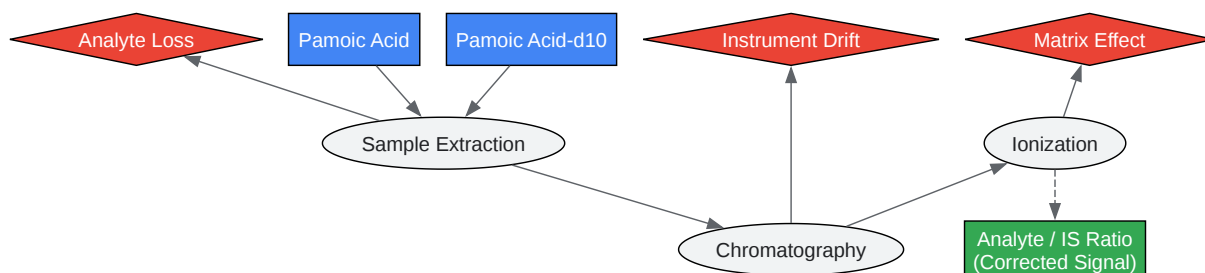 Analyte Loss
Pamoic Acid
Pamoic Acid-d10
Instrument Drift
Matrix Effect
Sample Extraction
Ionization
Chromatography
Analyte / IS Ratio
(Corrected Signal)